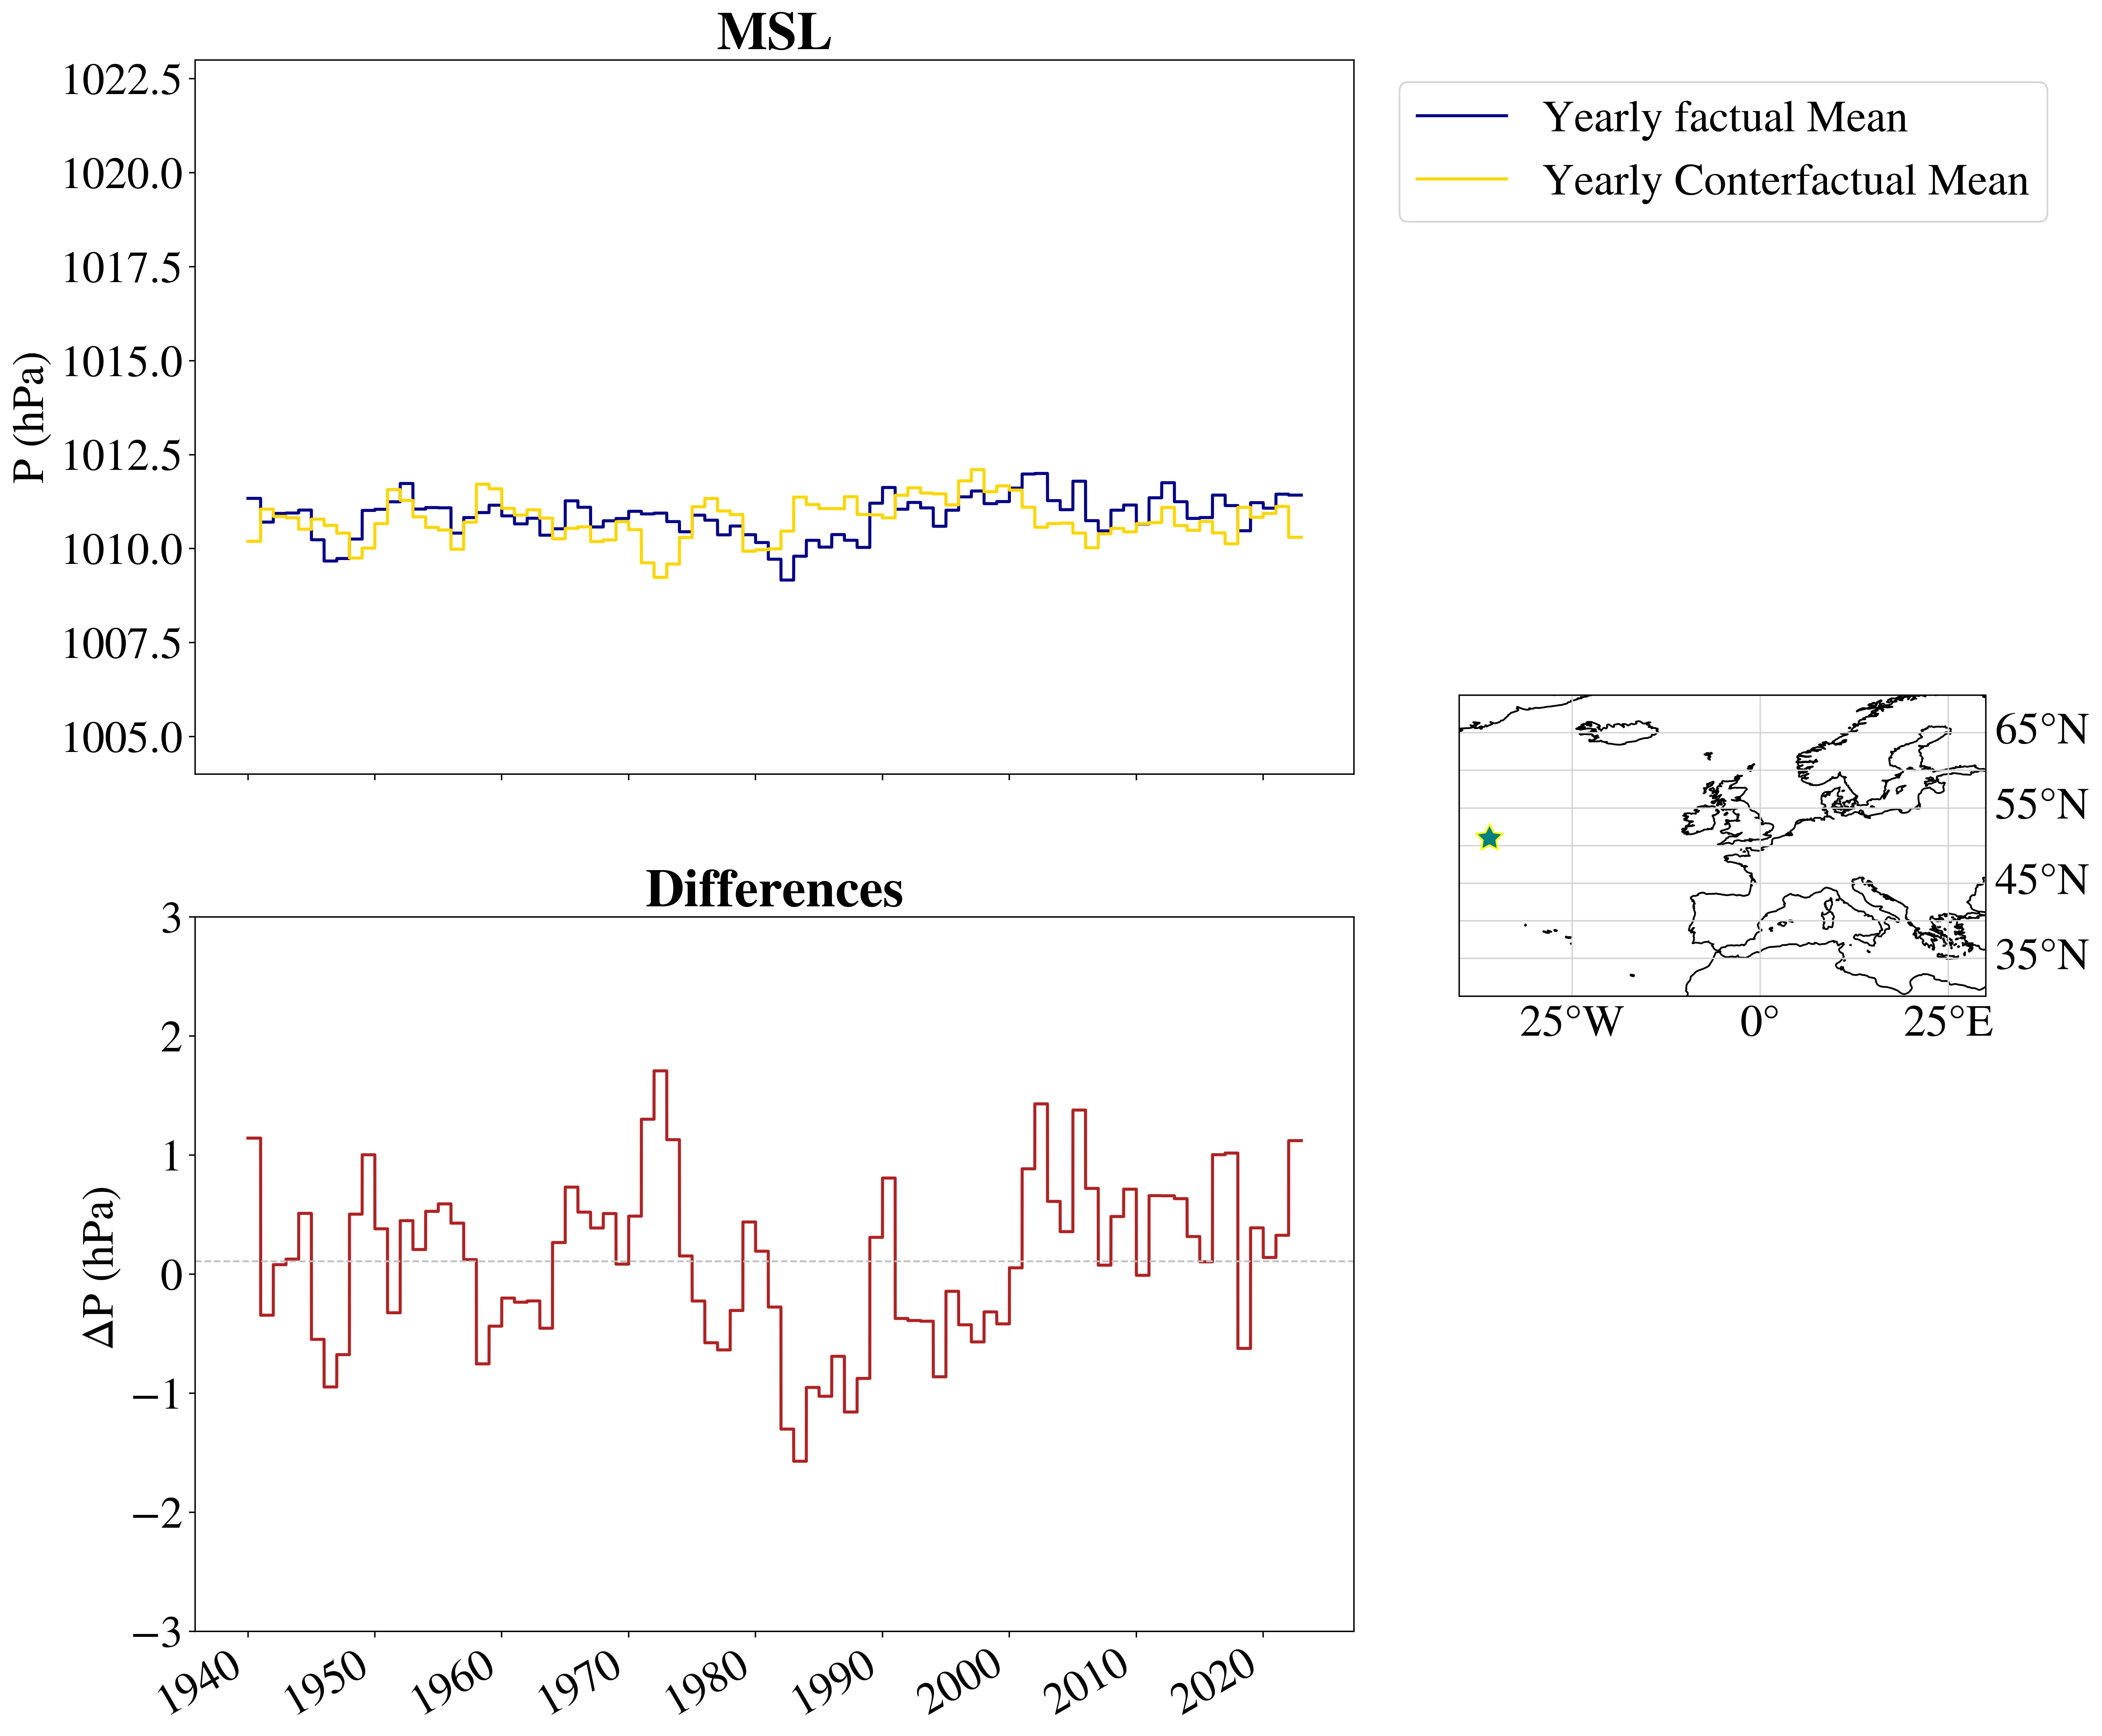 MSL
P (hPa)
1022.5
1020.0
1017.5
1015.0
1012.5
1010.0
1007.5
1005.0
Yearly factual Mean
Yearly Conterfactual Mean
65°N
55°N
45°N
35°N
25°W 0° 25°E
Differences
ΔP (hPa)
3
2
1
0
−1
−2
−3
1940 1950 1960 1970 1980 1990 2000 2010 2020